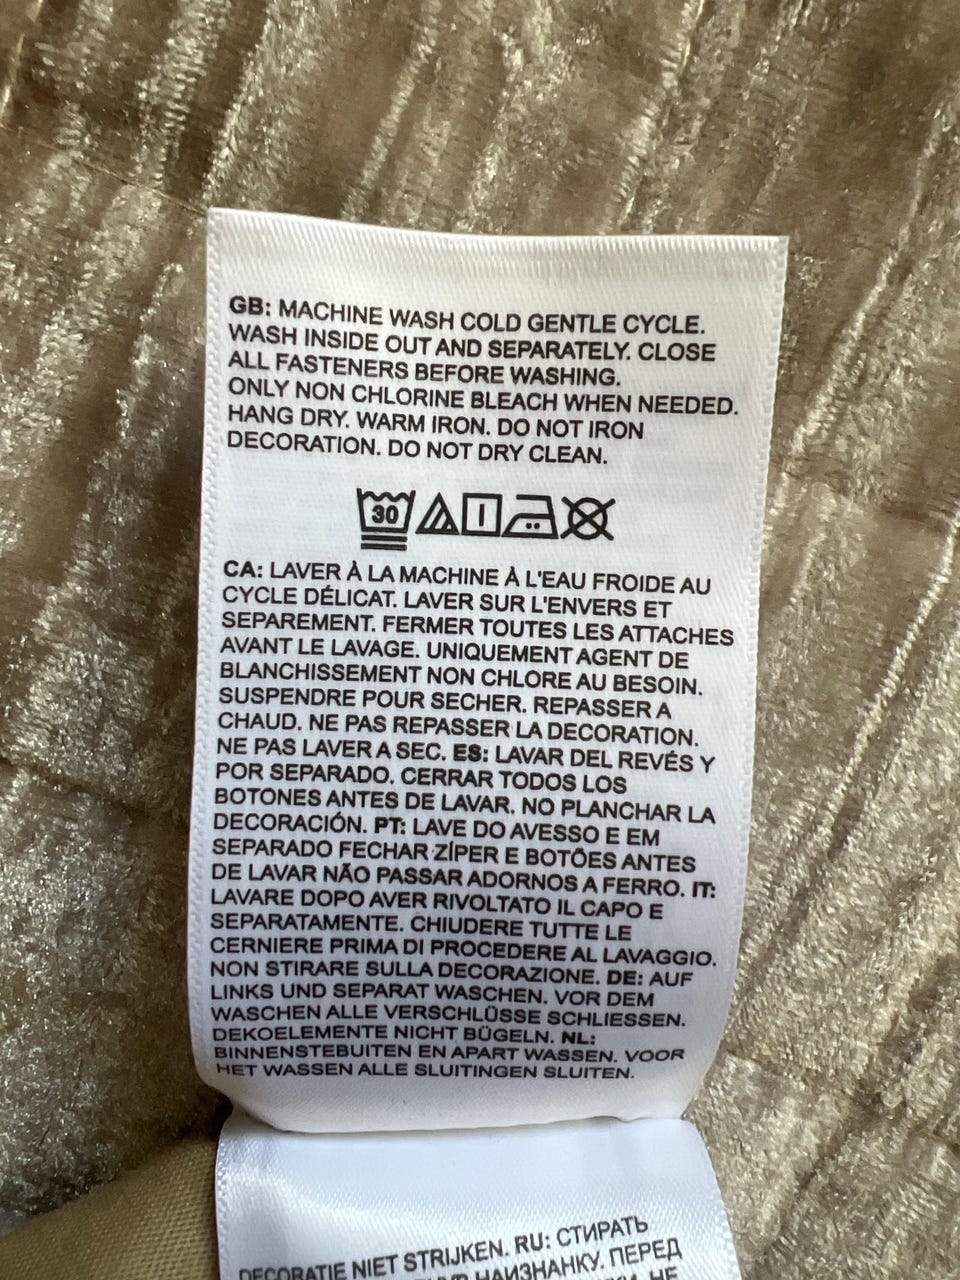 GB: MACHINE WASH COLD GENTLE CYCLE.
WASH INSIDE OUT AND SEPARATELY. CLOSE
ALL FASTENERS BEFORE WASHING.
ONLY NON CHLORINE BLEACH WHEN NEEDED.
HANG DRY. WARM IRON. DO NOT IRON
DECORATION. DO NOT DRY CLEAN.
30
CA: LAVER À LA MACHINE À L'EAU FROIDE AU
CYCLE DÉLICAT. LAVER SUR L'ENVERS ET
SEPAREMENT. FERMER TOUTES LES ATTACHES
AVANT LE LAVAGE. UNIQUEMENT AGENT DE
BLANCHISSEMENT NON CHLORE AU BESOIN.
SUSPENDRE POUR SECHER. REPASSER A
CHAUD. NE PAS REPASSER LA DECORATION.
NE PAS LAVER A SEC. ES: LAVAR DEL REVÉS Y
POR SEPARADO. CERRAR TODOS LOS
BOTONES ANTES DE LAVAR. NO PLANCHAR LA
DECORACIÓN. PT: LAVE DO AVESSO E EM
SEPARADO FECHAR ZÍPER E BOTÕES ANTES
DE LAVAR NÃO PASSAR ADORNOS A FERRO. IT:
LAVARE DOPO AVER RIVOLTATO IL CAPO E
SEPARATAMENTE. CHIUDERE TUTTE LE
CERNIERE PRIMA DI PROCEDERE AL LAVAGGIO.
NON STIRARE SULLA DECORAZIONE. DE: AUF
LINKS UND SEPARAT WASCHEN. VOR DEM
WASCHEN ALLE VERSCHLÜSSE SCHLIESSEN.
DEKOELEMENTE NICHT BÜGELN. NL:
BINNENSTEBUITEN EN APART WASSEN. VOOR
HET WASSEN ALLE SLUITINGEN SLUITEN.
DECORATIE NIET STRIJKEN. RU: СТИРАТЬ
НАИЗНАНКУ. ПЕРЕД
НЕ